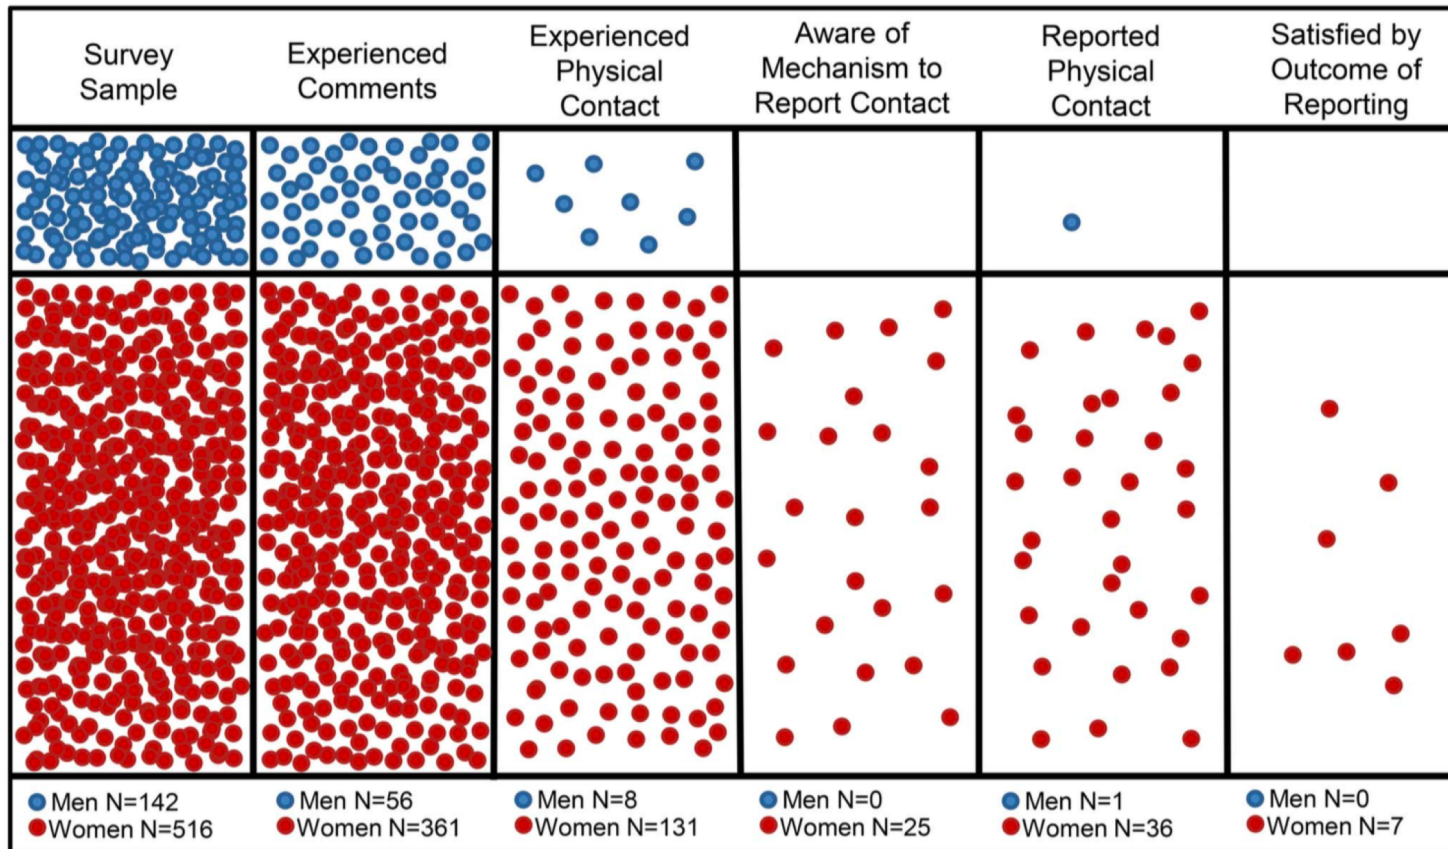 Survey
Sample
Experienced
Comments
Experienced
Physical
Contact
Aware of
Mechanism to
Report Contact
Reported
Physical
Contact
Satisfied by
Outcome of
Reporting
Men N=142
Women N=516
Men N=56
Women N=361
Men N=8
Women N=131
Men N=0
Women N=25
Men N=1
Women N=36
Men N=0
Women N=7